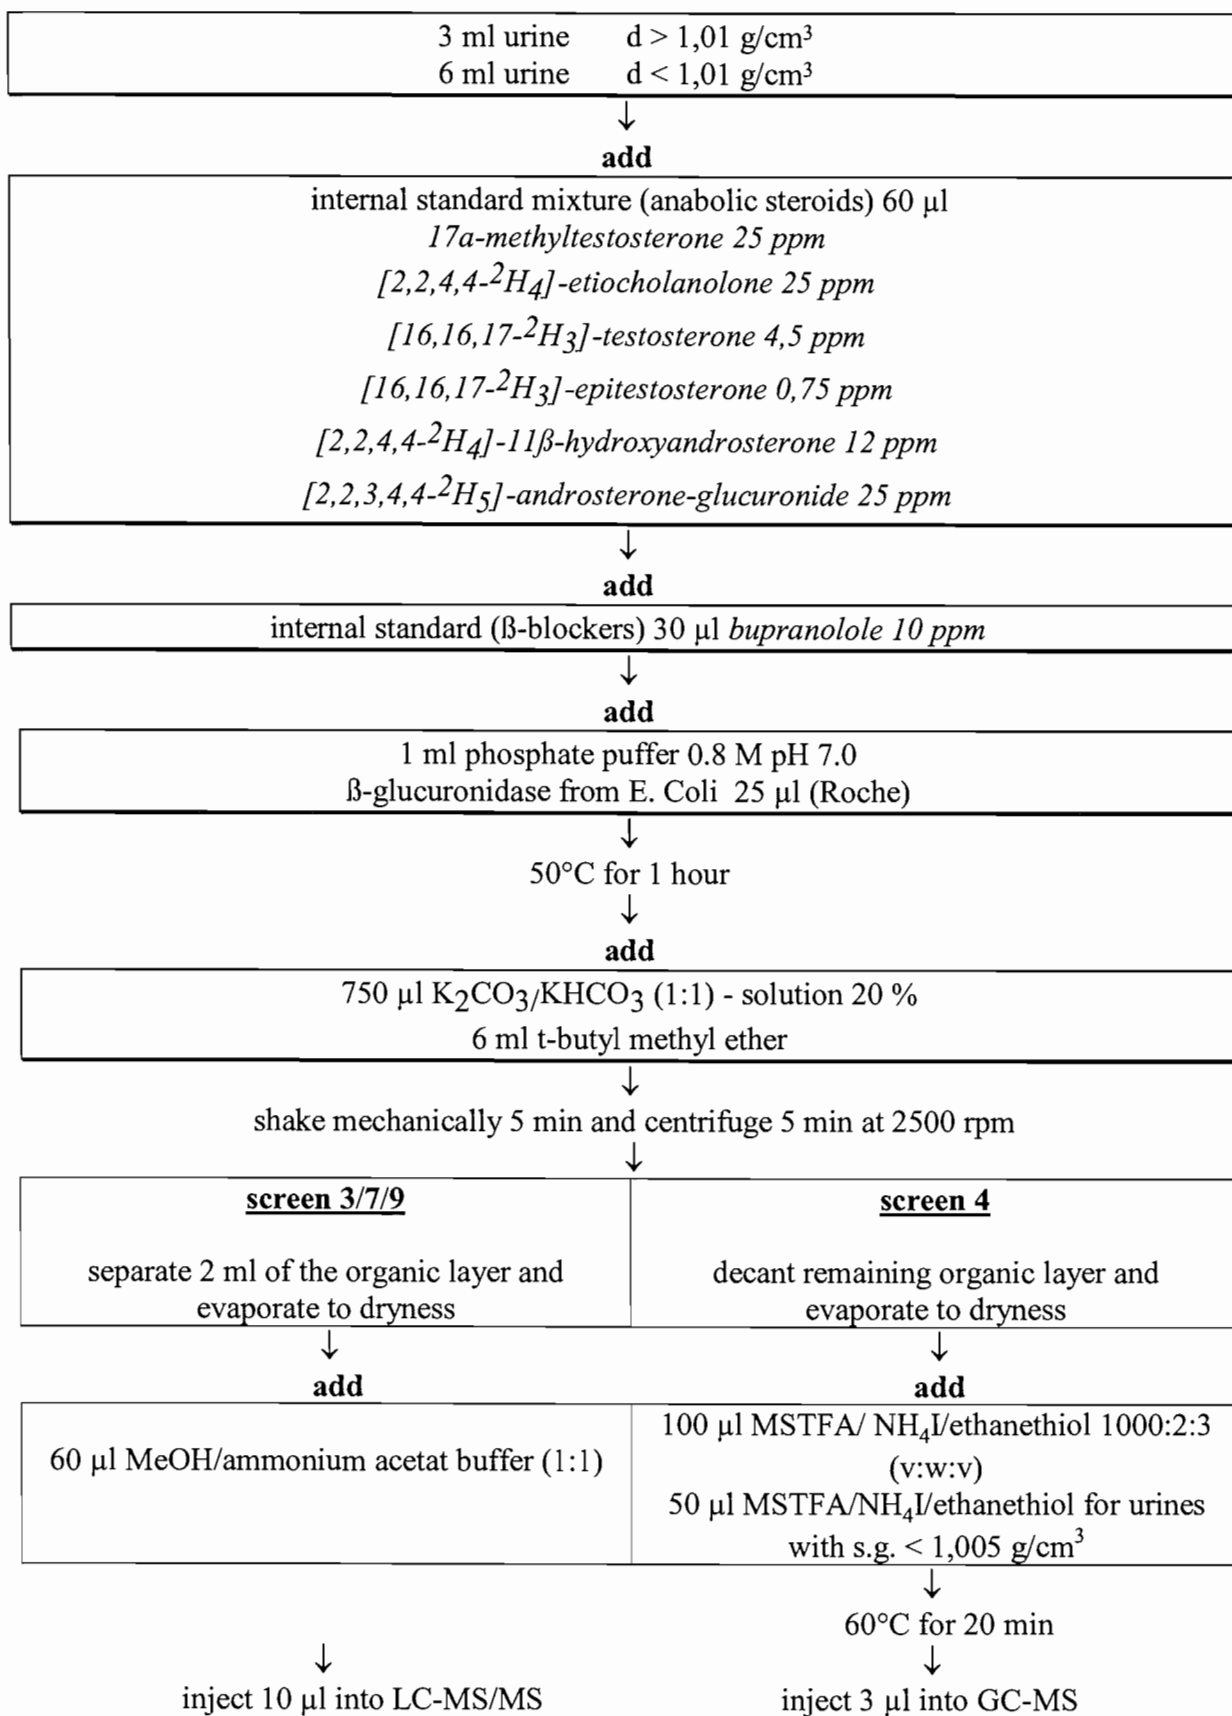 3 ml urine d > 1,01 g/cm³
6 ml urine d < 1,01 g/cm³
↓
add
internal standard mixture (anabolic steroids) 60 µl
17a-methyltestosterone 25 ppm
[2,2,4,4-²H₄]-etiocholanolone 25 ppm
[16,16,17-²H₃]-testosterone 4,5 ppm
[16,16,17-²H₃]-epitestosterone 0,75 ppm
[2,2,4,4-²H₄]-11ß-hydroxyandrosterone 12 ppm
[2,2,3,4,4-²H₅]-androsterone-glucuronide 25 ppm
↓
add
internal standard (ß-blockers) 30 µl bupranolole 10 ppm
↓
add
1 ml phosphate puffer 0.8 M pH 7.0
ß-glucuronidase from E. Coli 25 µl (Roche)
↓
50°C for 1 hour
↓
add
750 µl K₂CO₃/KHCO₃ (1:1) - solution 20 %
6 ml t-butyl methyl ether
↓
shake mechanically 5 min and centrifuge 5 min at 2500 rpm
↓
screen 3/7/9
separate 2 ml of the organic layer and
evaporate to dryness
↓
add
60 µl MeOH/ammonium acetat buffer (1:1)
↓
inject 10 µl into LC-MS/MS
screen 4
decant remaining organic layer and
evaporate to dryness
↓
add
100 µl MSTFA/ NH₄I/ethanethiol 1000:2:3
(v:w:v)
50 µl MSTFA/NH₄I/ethanethiol for urines
with s.g. < 1,005 g/cm³
↓
60°C for 20 min
↓
inject 3 µl into GC-MS